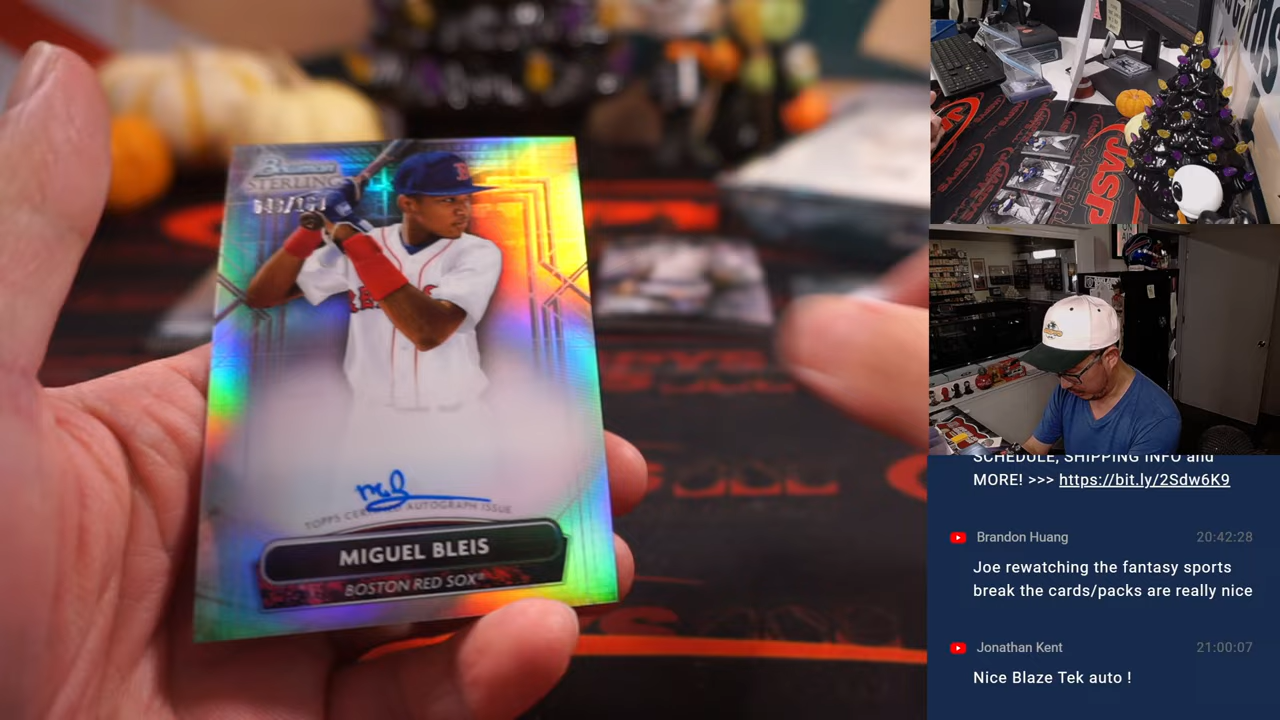 Bowman
STERLING
TOPPS CERTIFIED AUTOGRAPH ISSUE
MIGUEL BLEIS
BOSTON RED SOX
SCHEDULE, SHIPPING INFO and
MORE! >>> https://bit.ly/2Sdw6K9
Brandon Huang 20:42:28
Joe rewatching the fantasy sports
break the cards/packs are really nice
Jonathan Kent 21:00:07
Nice Blaze Tek auto !